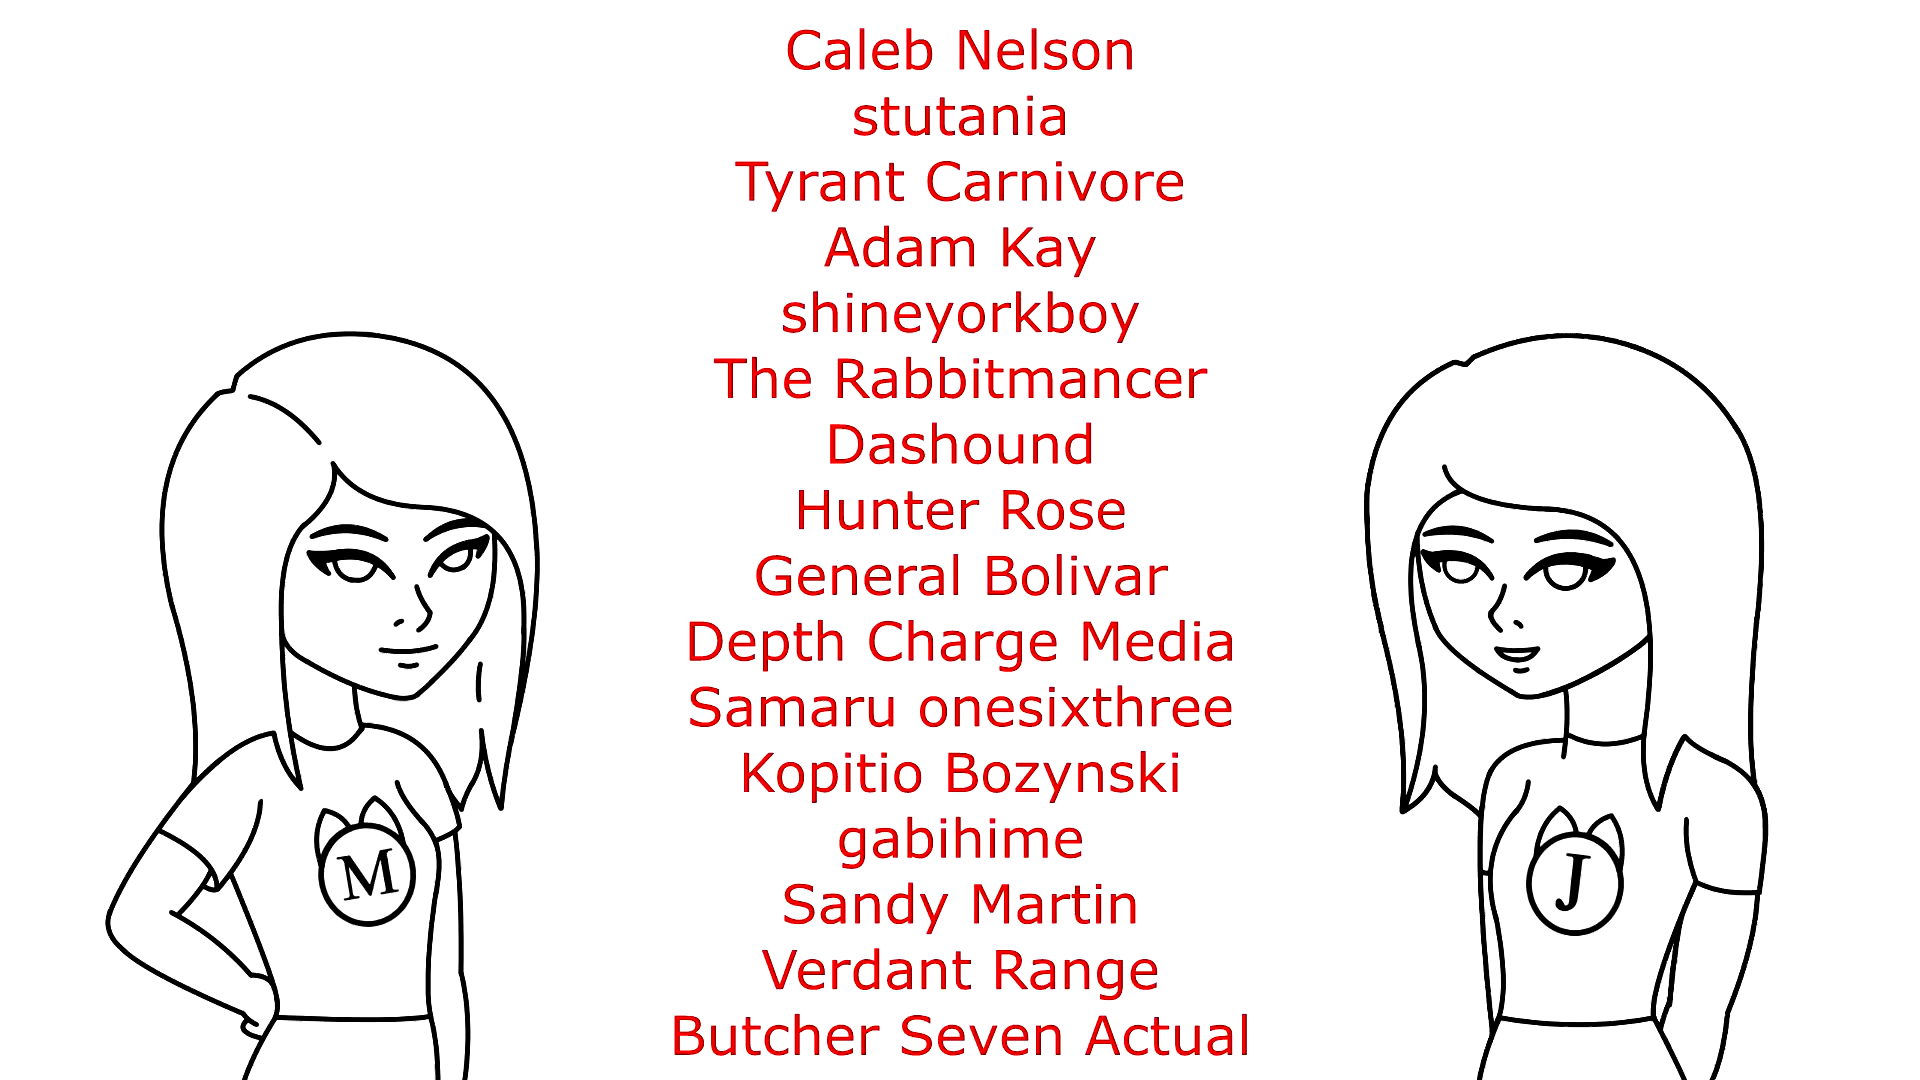 Caleb Nelson
stutania
Tyrant Carnivore
Adam Kay
shineyorkboy
The Rabbitmancer
Dashound
Hunter Rose
General Bolivar
Depth Charge Media
Samaru onesixthree
Kopitio Bozynski
gabihime
Sandy Martin
Verdant Range
Butcher Seven Actual
M
J